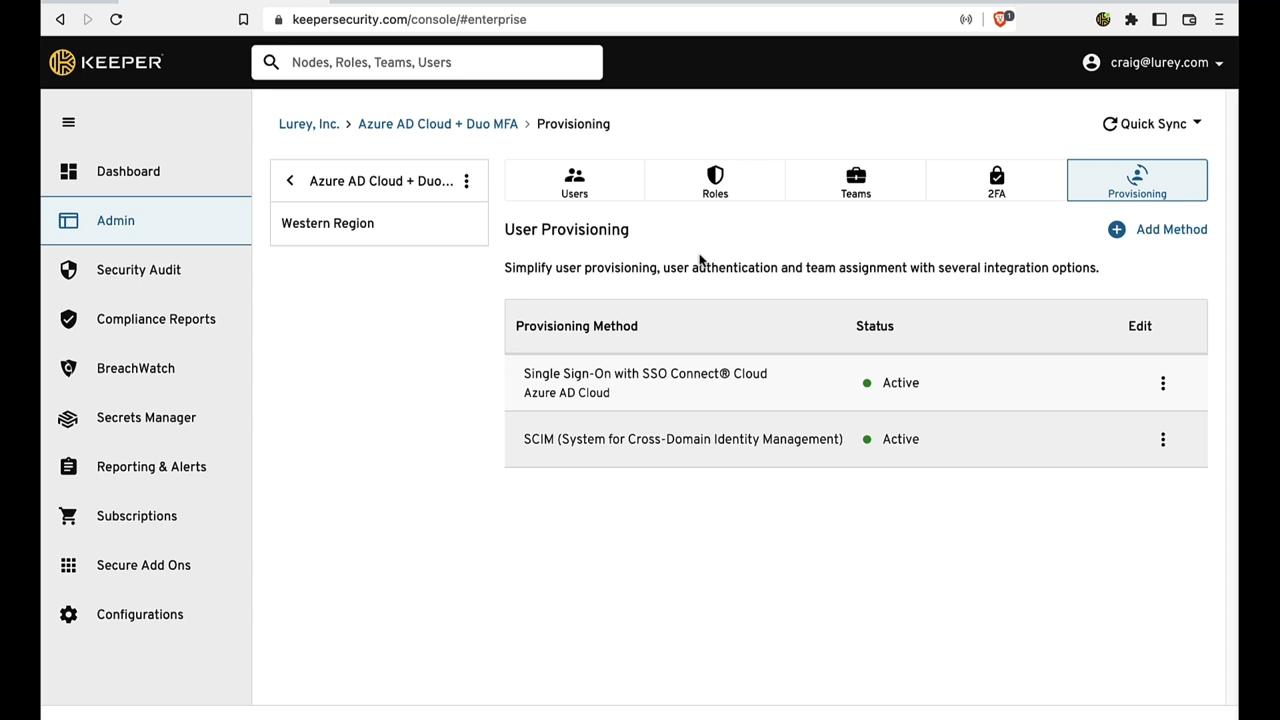 keepersecurity.com/console/#enterprise
1
KEEPER
Nodes, Roles, Teams, Users
craig@lurey.com
Lurey, Inc. > Azure AD Cloud + Duo MFA > Provisioning
Quick Sync
Dashboard
Admin
Security Audit
Compliance Reports
BreachWatch
Secrets Manager
Reporting & Alerts
Subscriptions
Secure Add Ons
Configurations
Azure AD Cloud + Duo...
Western Region
Users
Roles
Teams
2FA
Provisioning
User Provisioning
Add Method
Simplify user provisioning, user authentication and team assignment with several integration options.
Provisioning Method Status Edit
Single Sign-On with SSO Connect® Cloud
Azure AD Cloud
Active
SCIM (System for Cross-Domain Identity Management) Active